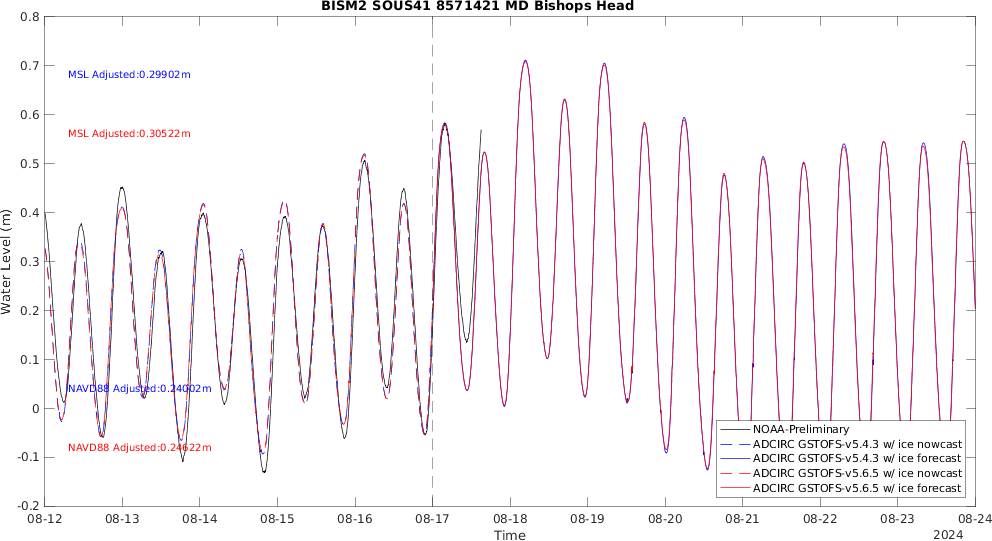 BISM2 SOUS41 8571421 MD Bishops Head
Water Level (m)
0.8
0.7
0.6
0.5
0.4
0.3
0.2
0.1
0
-0.1
-0.2
MSL Adjusted:0.29902m
MSL Adjusted:0.30522m
NAVD88 Adjusted:0.24002m
NAVD88 Adjusted:0.24622m
NOAA-Preliminary
ADCIRC GSTOFS-v5.4.3 w/ ice nowcast
ADCIRC GSTOFS-v5.4.3 w/ ice forecast
ADCIRC GSTOFS-v5.6.5 w/ ice nowcast
ADCIRC GSTOFS-v5.6.5 w/ ice forecast
08-12 08-13 08-14 08-15 08-16 08-17 08-18 08-19 08-20 08-21 08-22 08-23 08-24
Time
2024